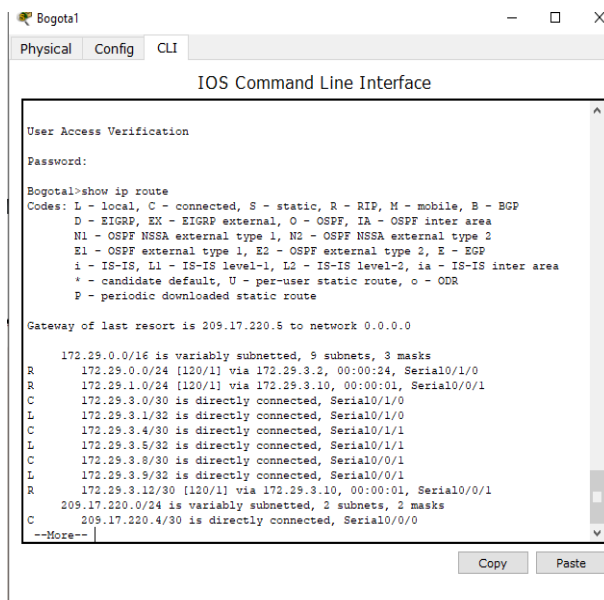 Bogota1
Physical Config CLI
IOS Command Line Interface
User Access Verification
Password:
Bogota1>show ip route
Codes: L - local, C - connected, S - static, R - RIP, M - mobile, B - BGP
D - EIGRP, EX - EIGRP external, O - OSPF, IA - OSPF inter area
N1 - OSPF NSSA external type 1, N2 - OSPF NSSA external type 2
E1 - OSPF external type 1, E2 - OSPF external type 2, E - EGP
i - IS-IS, L1 - IS-IS level-1, L2 - IS-IS level-2, ia - IS-IS inter area
* - candidate default, U - per-user static route, o - ODR
P - periodic downloaded static route
Gateway of last resort is 209.17.220.5 to network 0.0.0.0
172.29.0.0/16 is variably subnetted, 9 subnets, 3 masks
R 172.29.0.0/24 [120/1] via 172.29.3.2, 00:00:24, Serial0/1/0
R 172.29.1.0/24 [120/1] via 172.29.3.10, 00:00:01, Serial0/0/1
C 172.29.3.0/30 is directly connected, Serial0/1/0
L 172.29.3.1/32 is directly connected, Serial0/1/0
C 172.29.3.4/30 is directly connected, Serial0/1/1
L 172.29.3.5/32 is directly connected, Serial0/1/1
C 172.29.3.8/30 is directly connected, Serial0/0/1
L 172.29.3.9/32 is directly connected, Serial0/0/1
R 172.29.3.12/30 [120/1] via 172.29.3.10, 00:00:01, Serial0/0/1
209.17.220.0/24 is variably subnetted, 2 subnets, 2 masks
C 209.17.220.4/30 is directly connected, Serial0/0/0
--More--
Copy Paste